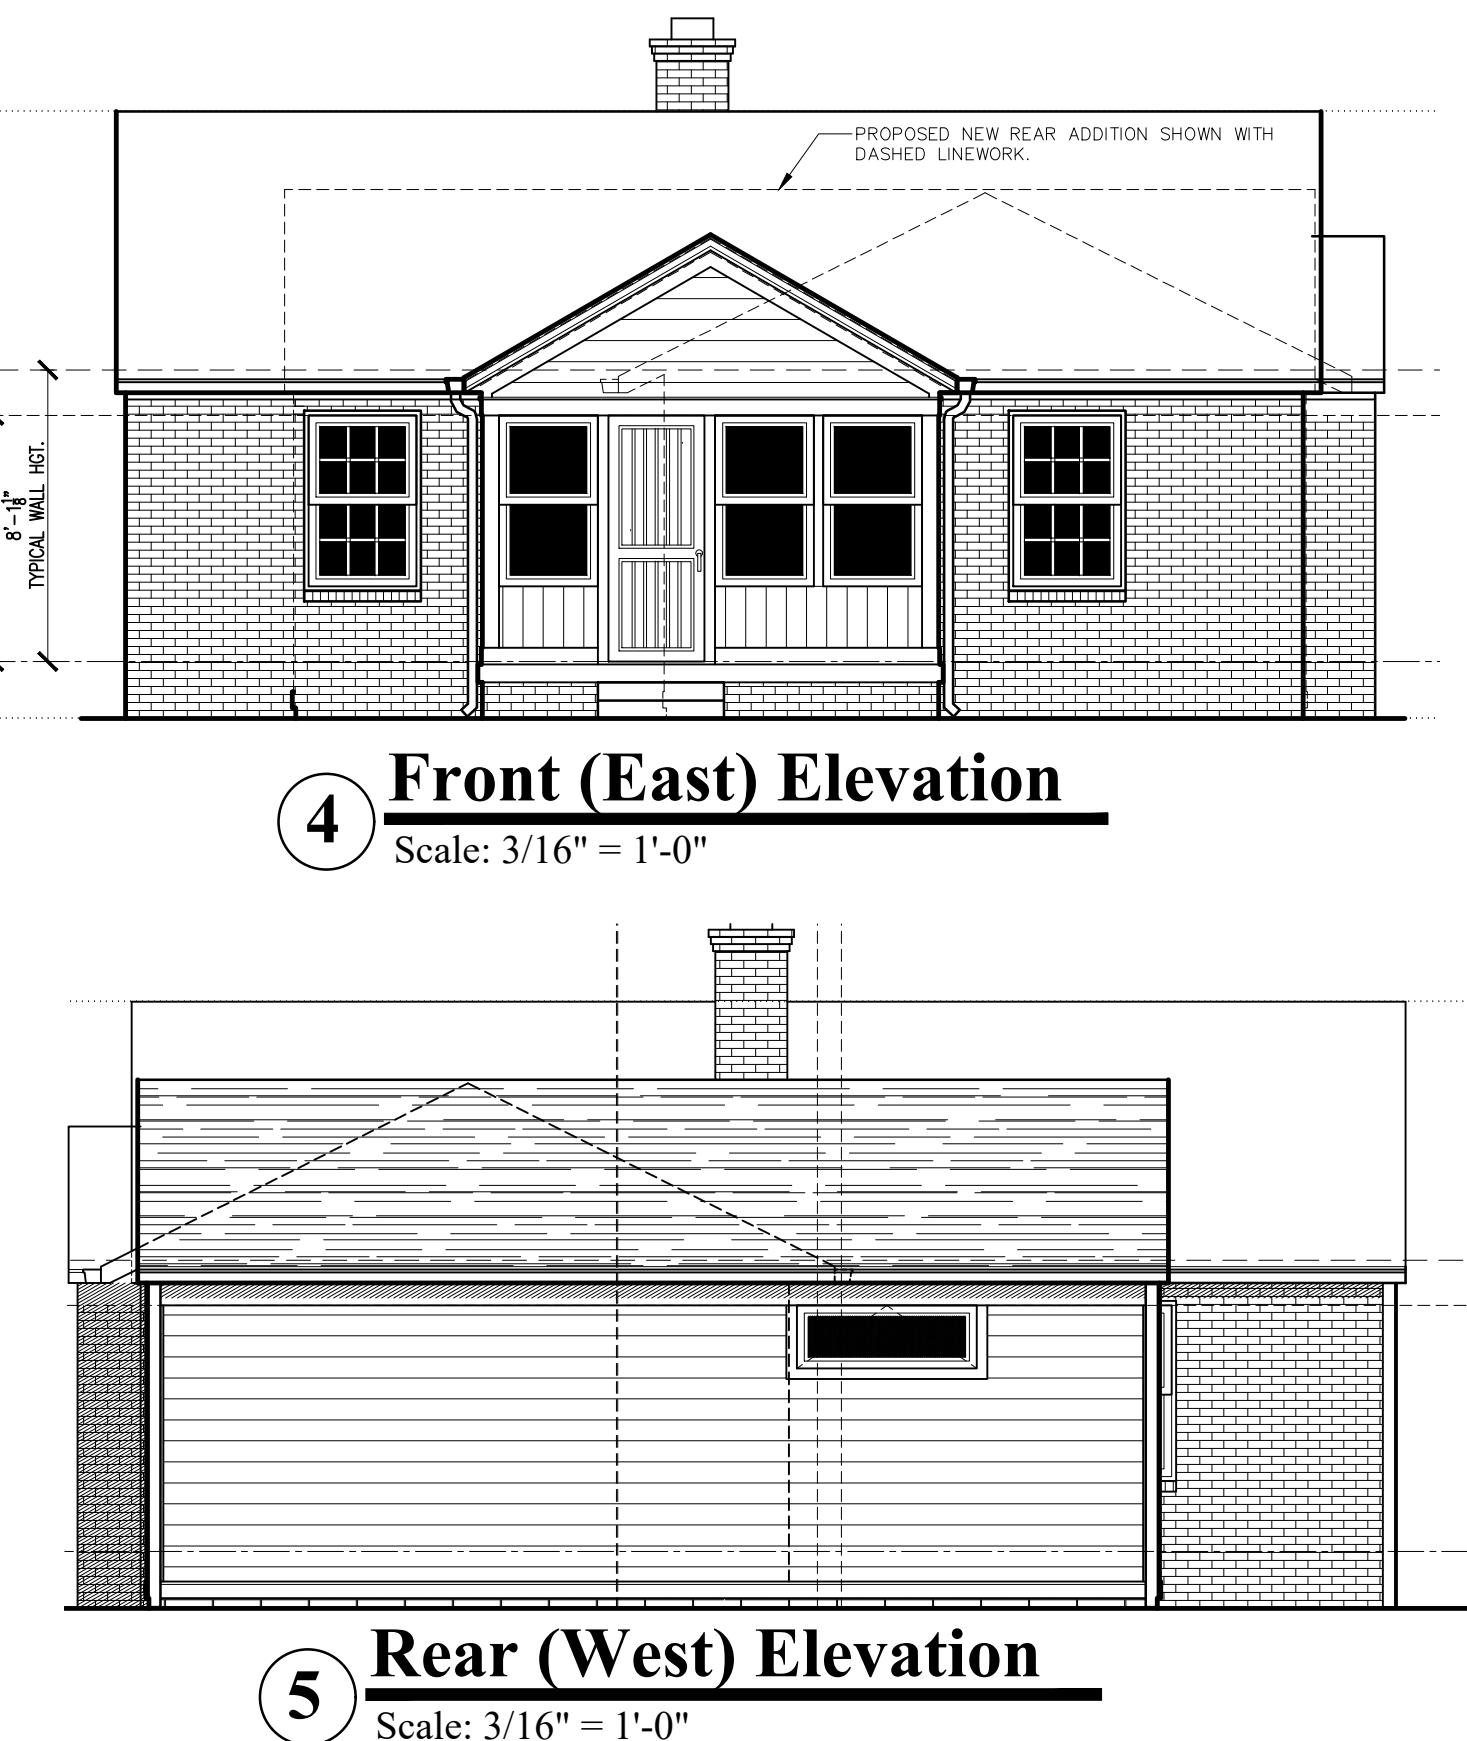 PROPOSED NEW REAR ADDITION SHOWN WITH
DASHED LINEWORK.
8'-1⅛"
TYPICAL WALL HGT.
4
Front (East) Elevation
Scale: 3/16" = 1'-0"
5
Rear (West) Elevation
Scale: 3/16" = 1'-0"